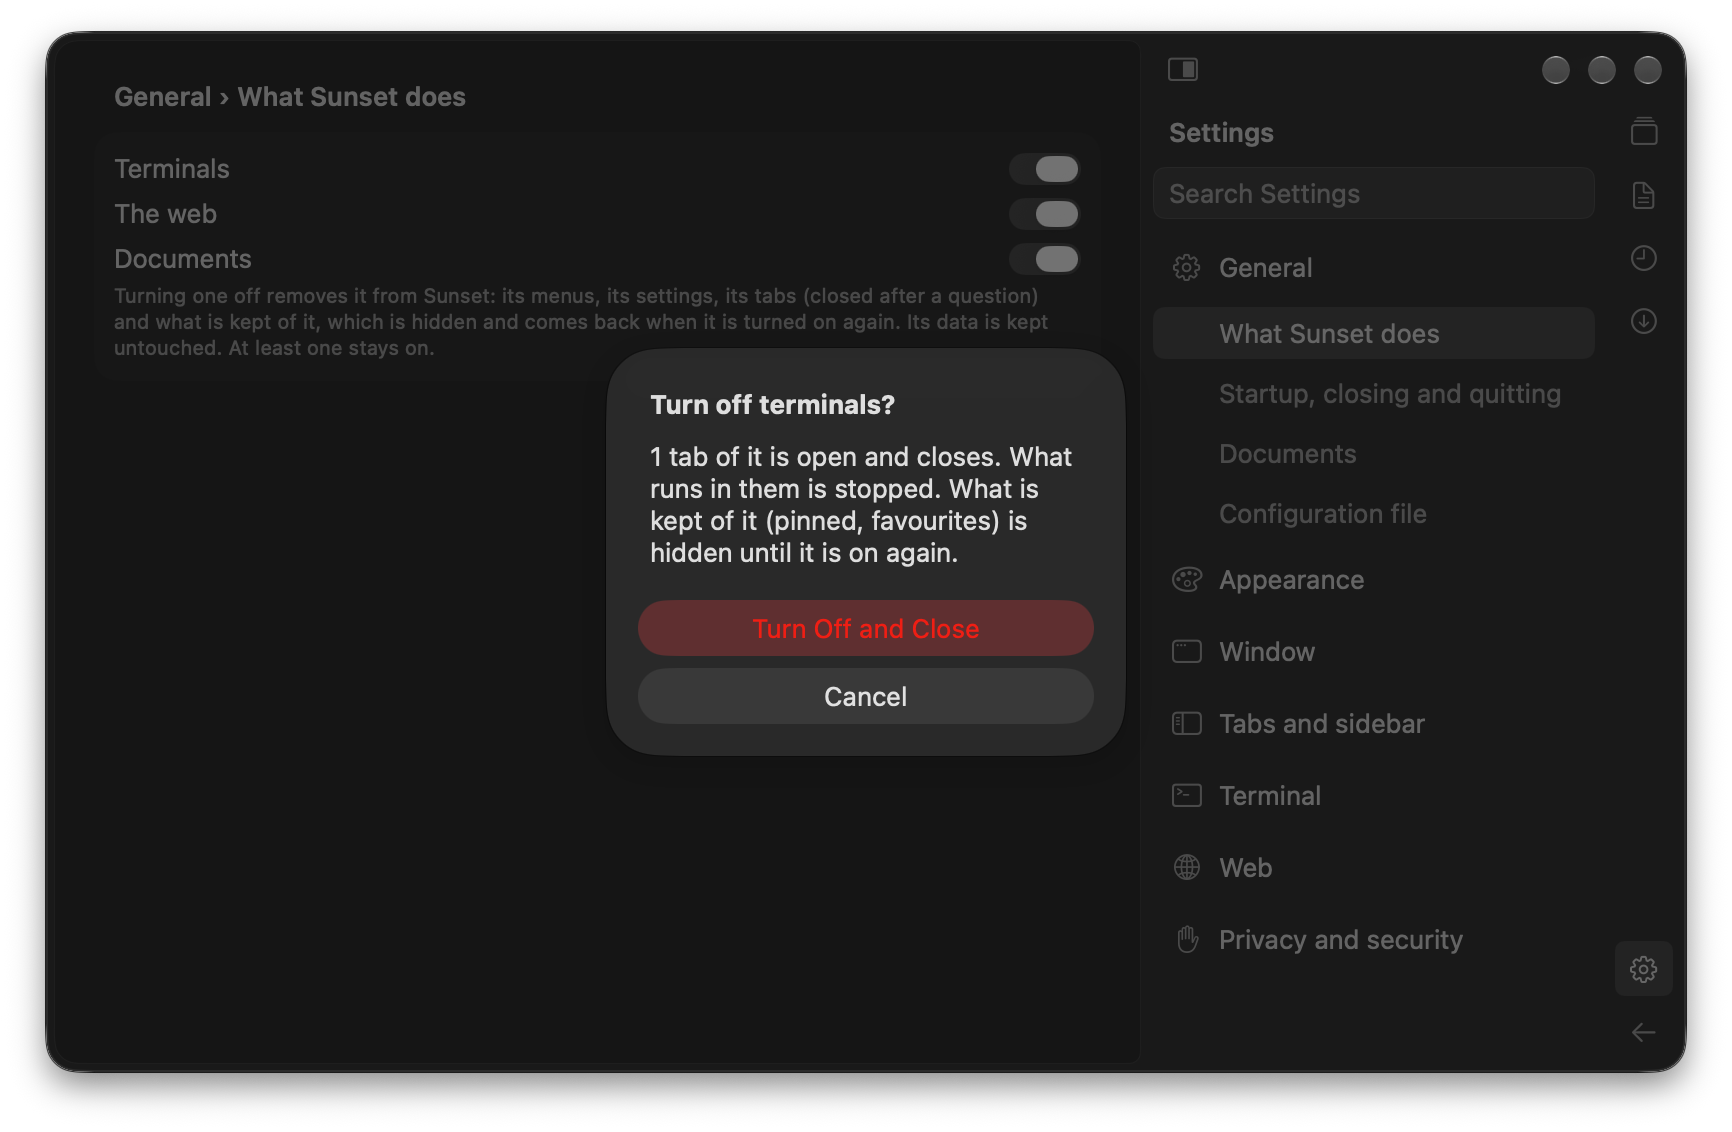 General › What Sunset does
Terminals
The web
Documents
Turning one off removes it from Sunset: its menus, its settings, its tabs (closed after a question)
and what is kept of it, which is hidden and comes back when it is turned on again. Its data is kept
untouched. At least one stays on.
Turn off terminals?
1 tab of it is open and closes. What
runs in them is stopped. What is
kept of it (pinned, favourites) is
hidden until it is on again.
Turn Off and Close
Cancel
Settings
Search Settings
General
What Sunset does
Startup, closing and quitting
Documents
Configuration file
Appearance
Window
Tabs and sidebar
Terminal
Web
Privacy and security